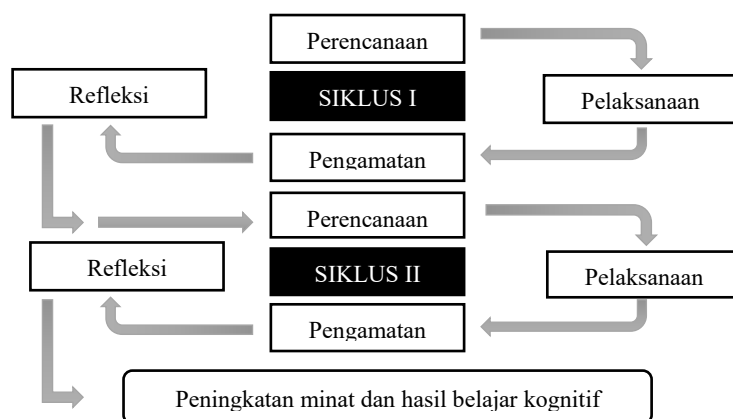 Perencanaan
Refleksi
SIKLUS I
Pelaksanaan
Pengamatan
Perencanaan
Refleksi
SIKLUS II
Pelaksanaan
Pengamatan
Peningkatan minat dan hasil belajar kognitif